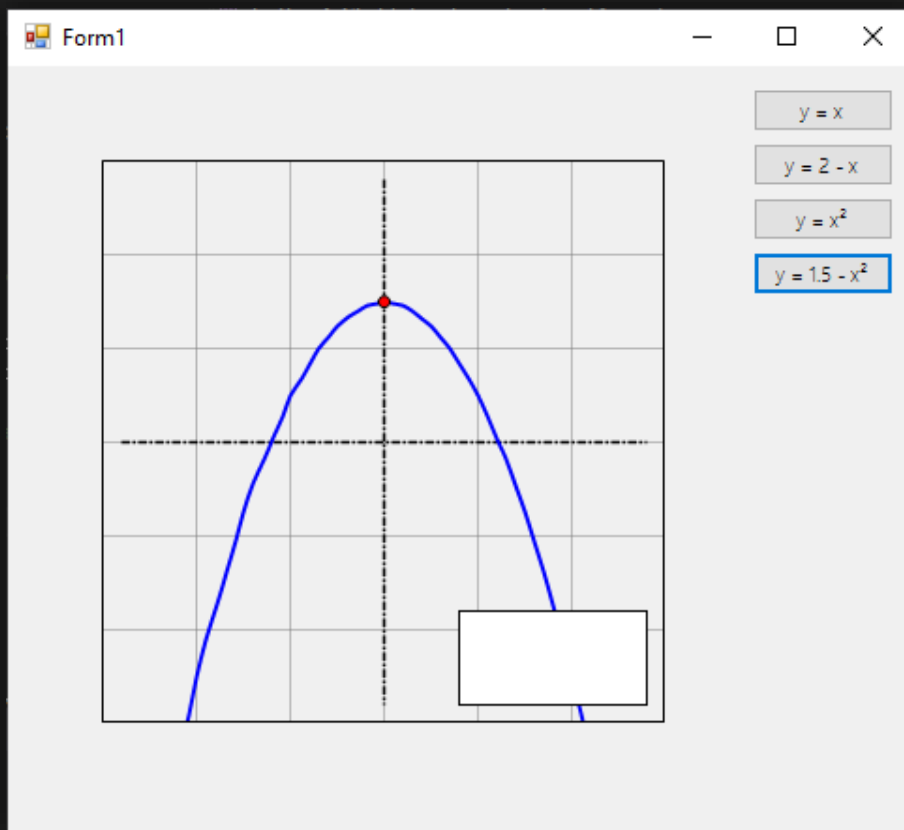 Form1
y = x
y = 2 - x
y = x²
y = 1.5 - x²